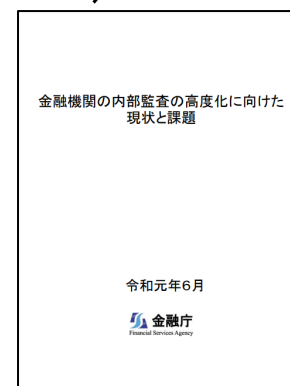 金融機関の内部監査の高度化に向けた
現状と課題
令和元年6月
金融庁
Financial Services Agency